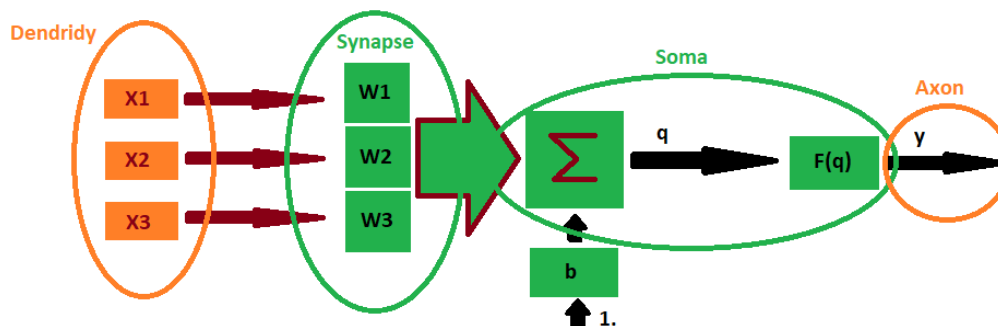 Dendridy
Synapse
Soma
Axon
X1
X2
X3
W1
W2
W3
Σ
q
F(q)
y
b
1.